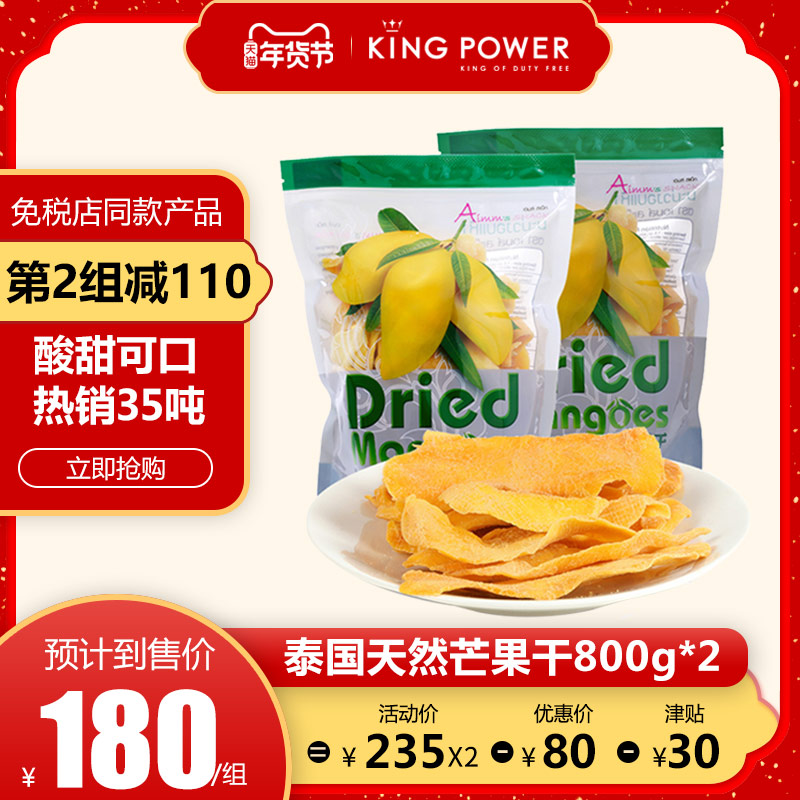 天猫 年货节
KING POWER
KING OF DUTY FREE
免税店同款产品
第2组减110
酸甜可口
热销35吨
立即抢购
Aimm
Dried
Dried
Mangoes
预计到售价
¥180/组
泰国天然芒果干800g*2
活动价 优惠价 津贴
= ¥235X2 - ¥80 - ¥30